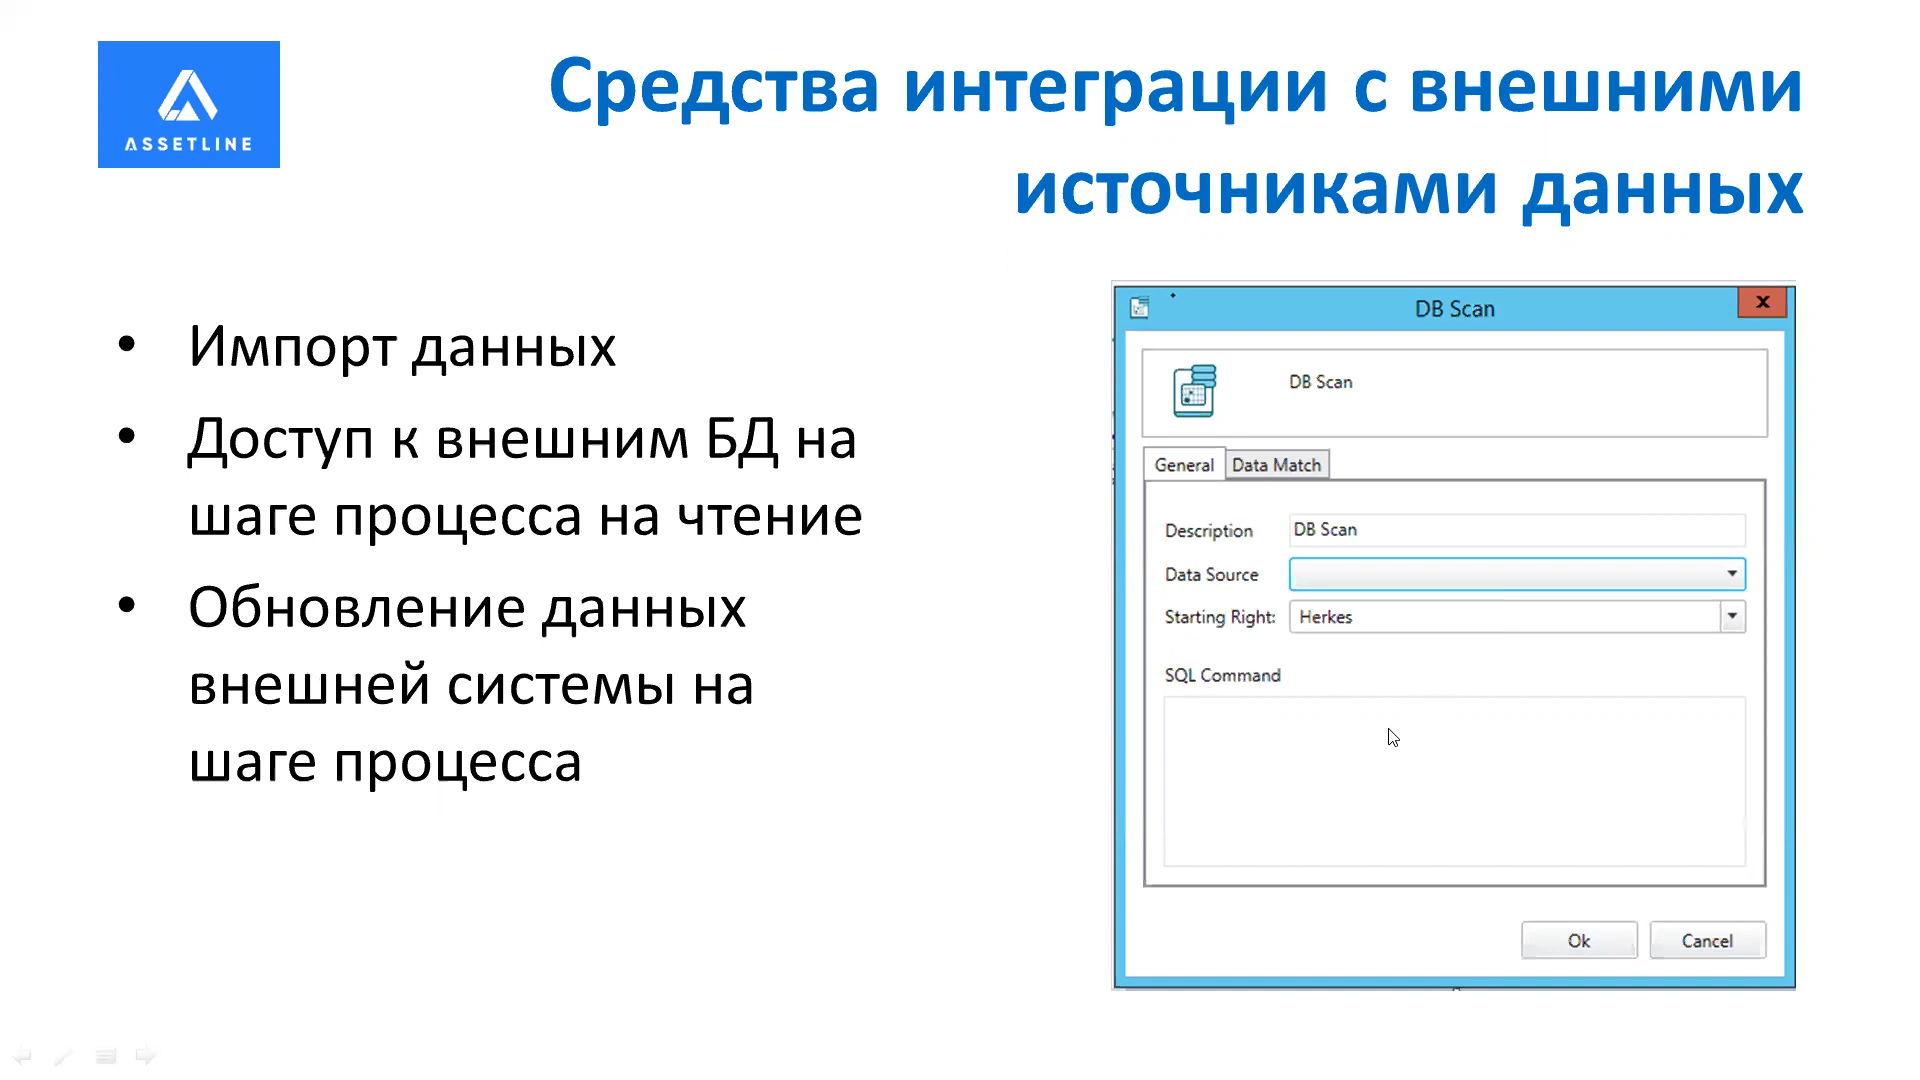 ASSETLINE
Средства интеграции с внешними
источниками данных
• Импорт данных
• Доступ к внешним БД на
шаге процесса на чтение
• Обновление данных
внешней системы на
шаге процесса
DB Scan
x
DB Scan
General Data Match
Description DB Scan
Data Source
Starting Right: Herkes
SQL Command
Ok Cancel